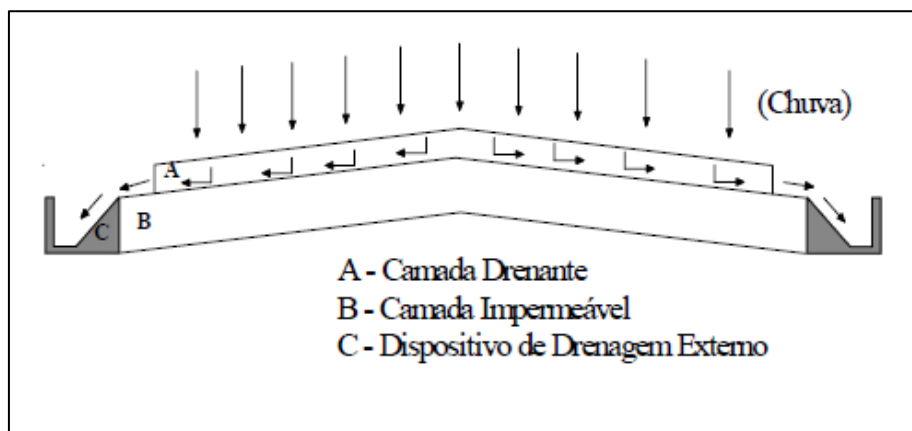 (Chuva)
A
B
C
A - Camada Drenante
B - Camada Impermeável
C - Dispositivo de Drenagem Externo